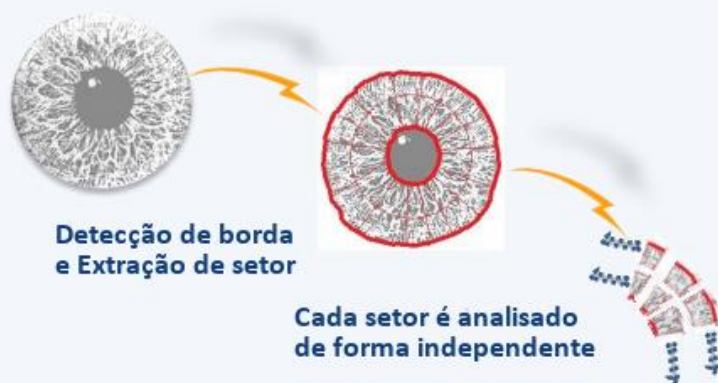 Detecção de borda
e Extração de setor
Cada setor é analisado
de forma independente